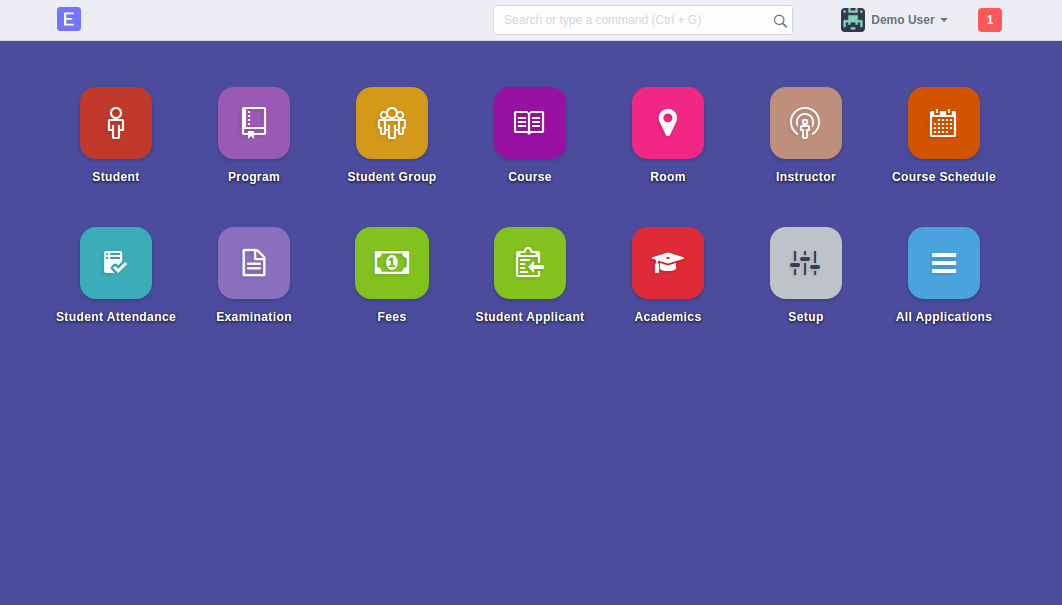 E
Search or type a command (Ctrl + G)
Demo User
1
Student
Program
Student Group
Course
Room
Instructor
Course Schedule
1
Student Attendance
Examination
Fees
Student Applicant
Academics
Setup
All Applications